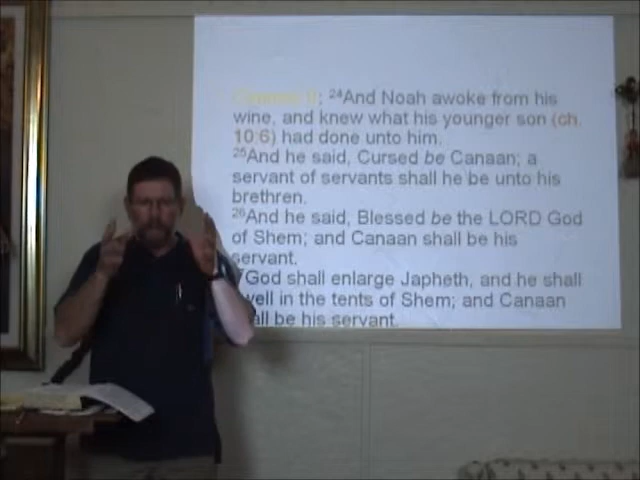 : ²⁴And Noah awoke from his
wine, and knew what his younger son (ch.
10:6) had done unto him.
²⁵And he said, Cursed be Canaan; a
servant of servants shall he be unto his
brethren.
²⁶And he said, Blessed be the LORD God
of Shem; and Canaan shall be his
servant.
God shall enlarge Japheth, and he shall
well in the tents of Shem; and Canaan
all be his servant.